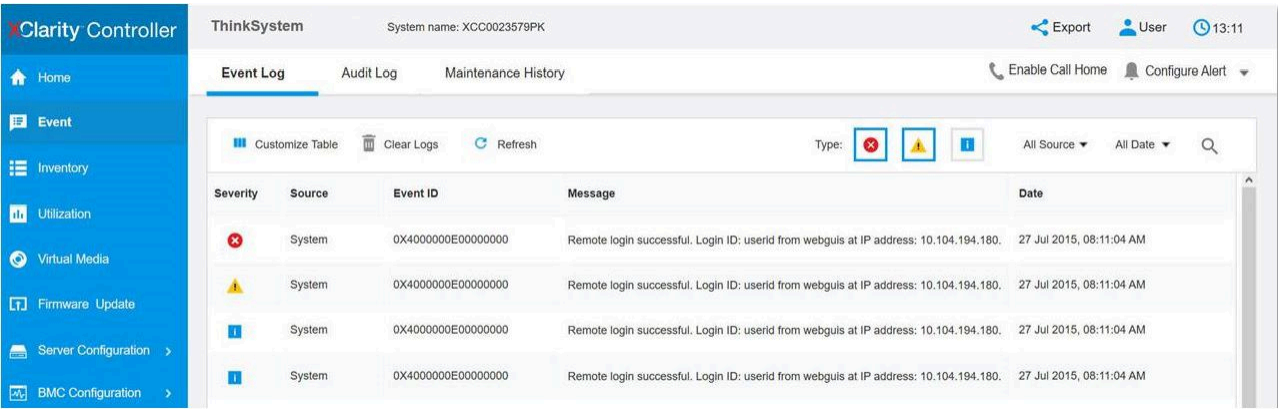 XClarity Controller
ThinkSystem System name: XCC0023579PK Export User 13:11
Home
Event Log Audit Log Maintenance History Enable Call Home Configure Alert
Event
Customize Table Clear Logs Refresh Type: All Source All Date
Inventory
Severity Source Event ID Message Date
Utilization
System 0X4000000E00000000 Remote login successful. Login ID: userid from webguis at IP address: 10.104.194.180. 27 Jul 2015, 08:11:04 AM
Virtual Media
System 0X4000000E00000000 Remote login successful. Login ID: userid from webguis at IP address: 10.104.194.180. 27 Jul 2015, 08:11:04 AM
Firmware Update
System 0X4000000E00000000 Remote login successful. Login ID: userid from webguis at IP address: 10.104.194.180. 27 Jul 2015, 08:11:04 AM
Server Configuration
System 0X4000000E00000000 Remote login successful. Login ID: userid from webguis at IP address: 10.104.194.180. 27 Jul 2015, 08:11:04 AM
BMC Configuration